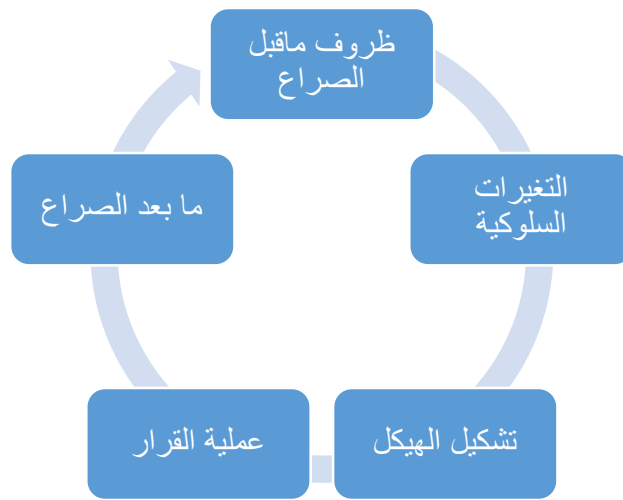 ظروف ماقبل
الصراع
التغيرات
السلوكية
تشكيل الهيكل
عملية القرار
ما بعد الصراع